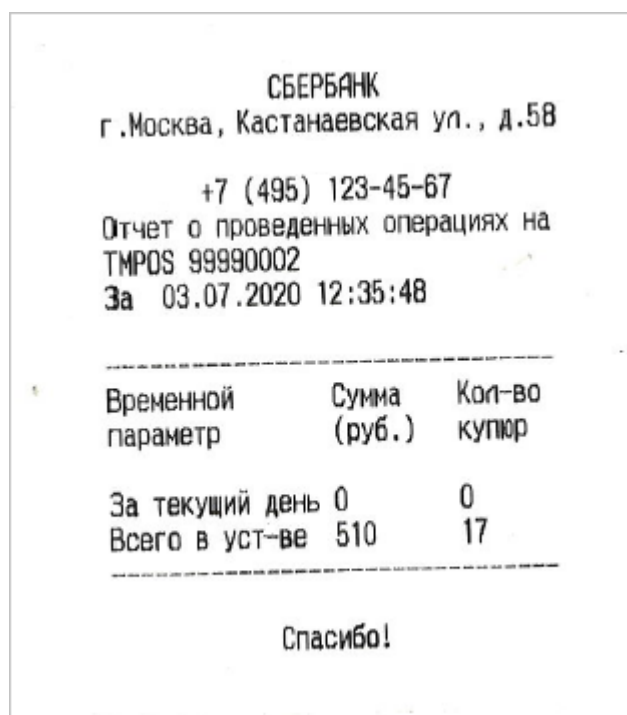 СБЕРБАНК
г.Москва, Кастанаевская ул., д.58
+7 (495) 123-45-67
Отчет о проведенных операциях на
TMPOS 99990002
За 03.07.2020 12:35:48
Временной Сумма Кол-во
параметр (руб.) купюр
За текущий день 0 0
Всего в уст-ве 510 17
Спасибо!